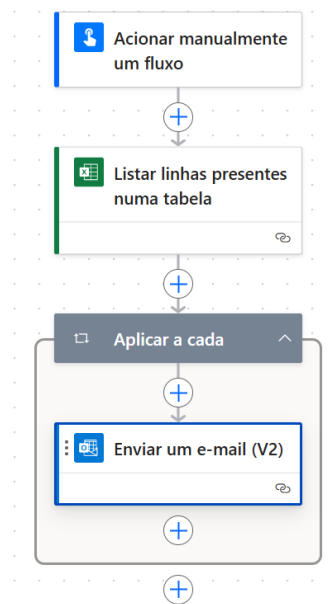 Acionar manualmente
um fluxo
Listar linhas presentes
numa tabela
Aplicar a cada
Enviar um e-mail (V2)